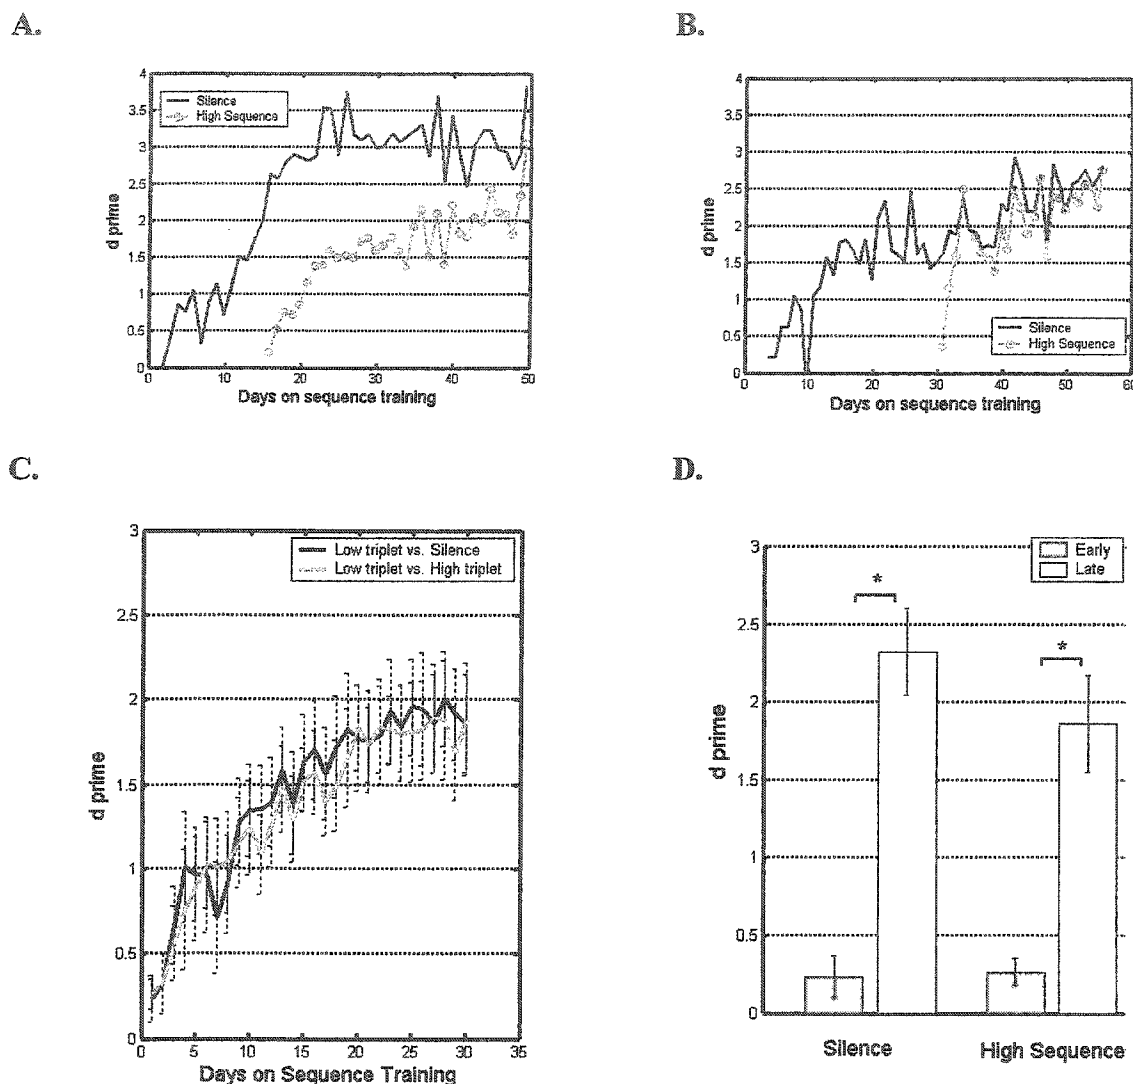 A.
4
3.5
3
2.5
2
1.5
1
0.5
0
d prime
Silence
High Sequence
0 10 20 30 40 50
Days on sequence training
B.
4
3.5
3
2.5
2
1.5
1
0.5
0
d prime
Silence
High Sequence
0 10 20 30 40 50 60
Days on sequence training
C.
3
2.5
2
1.5
1
0.5
0
d prime
Low triplet vs. Silence
Low triplet vs. High triplet
0 5 10 15 20 25 30 35
Days on Sequence Training
D.
3
2.5
2
1.5
1
0.5
0
d prime
Early
Late
*
*
Silence High Sequence